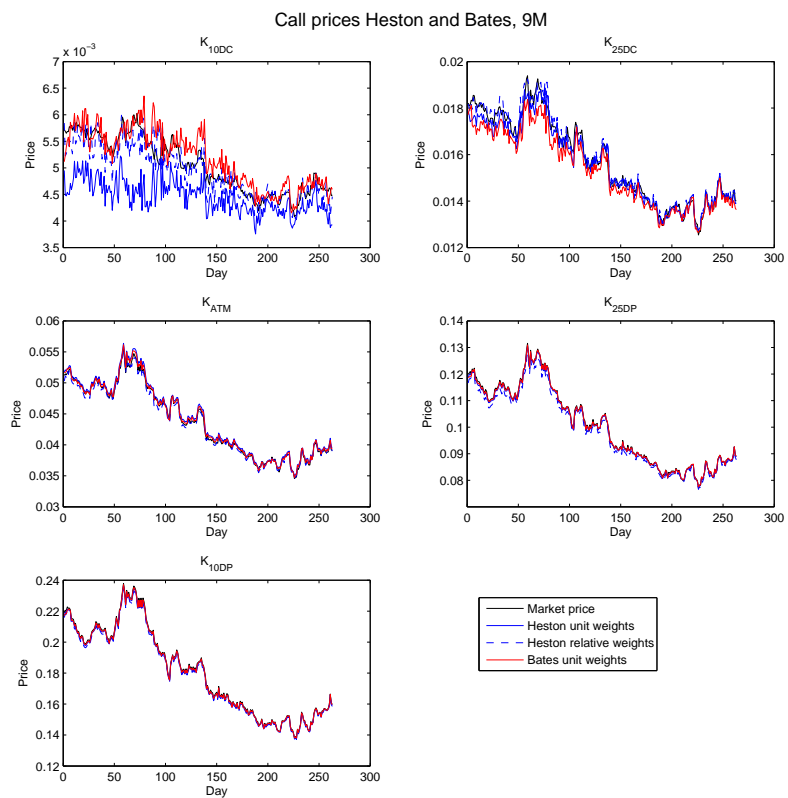 Call prices Heston and Bates, 9M
K10DC
x 10−3
7
6.5
6
5.5
5
4.5
4
3.5
Price
0 50 100 150 200 250 300
Day
K25DC
0.02
0.018
0.016
0.014
0.012
Price
0 50 100 150 200 250 300
Day
KATM
0.06
0.055
0.05
0.045
0.04
0.035
0.03
Price
0 50 100 150 200 250 300
Day
K25DP
0.14
0.13
0.12
0.11
0.1
0.09
0.08
Price
0 50 100 150 200 250 300
Day
K10DP
0.24
0.22
0.2
0.18
0.16
0.14
0.12
Price
0 50 100 150 200 250 300
Day
Market price
Heston unit weights
Heston relative weights
Bates unit weights